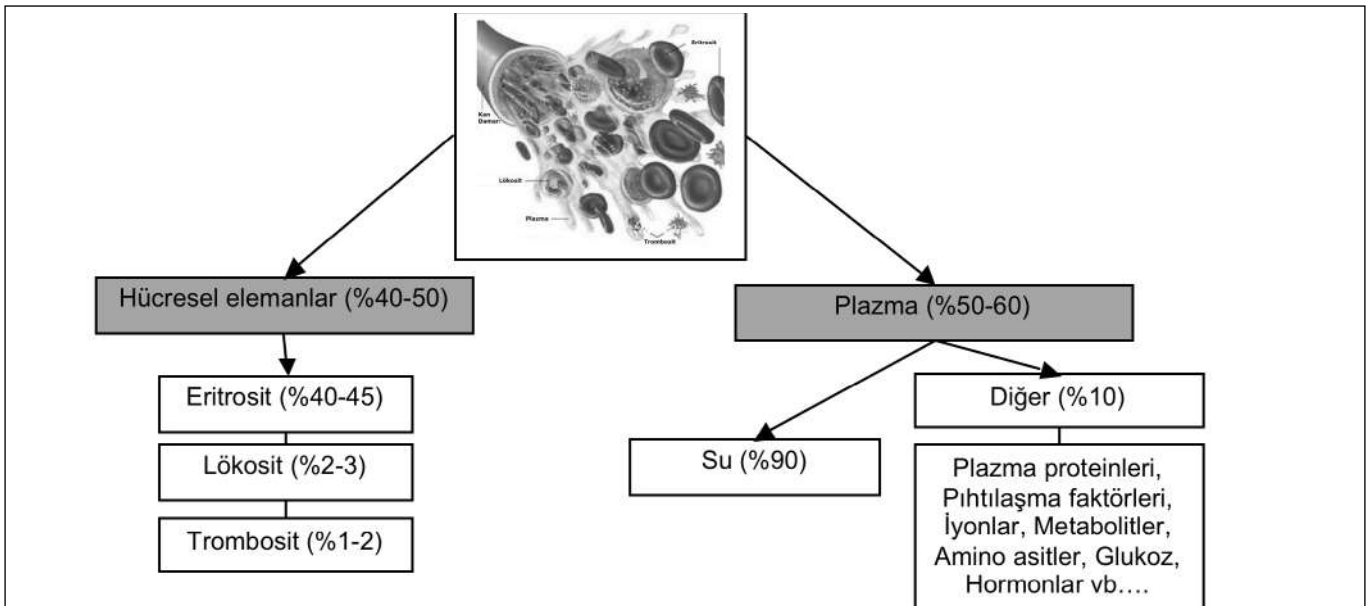 Eritrosit
Kan
Damarı
Lökosit
Plazma
Trombosit
Hücresel elemanlar (%40-50)
Plazma (%50-60)
Eritrosit (%40-45)
Lökosit (%2-3)
Trombosit (%1-2)
Su (%90)
Diğer (%10)
Plazma proteinleri,
Pıhtılaşma faktörleri,
İyonlar, Metabolitler,
Amino asitler, Glukoz,
Hormonlar vb….